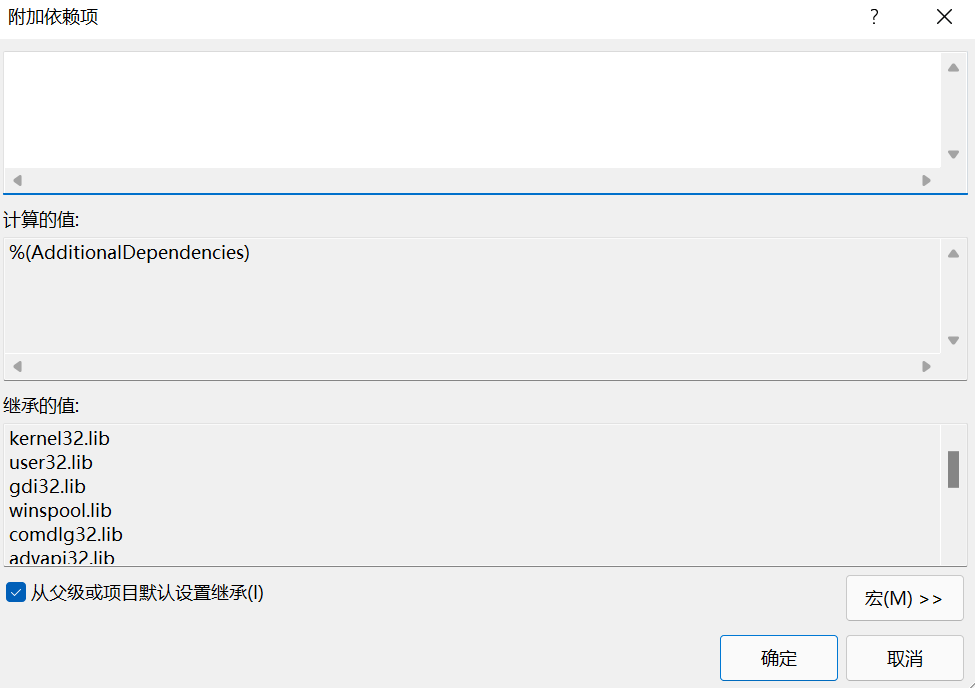 附加依赖项
?
计算的值:
%(AdditionalDependencies)
继承的值:
kernel32.lib
user32.lib
gdi32.lib
winspool.lib
comdlg32.lib
advapi32.lib
从父级或项目默认设置继承(I)
宏(M) >>
确定
取消